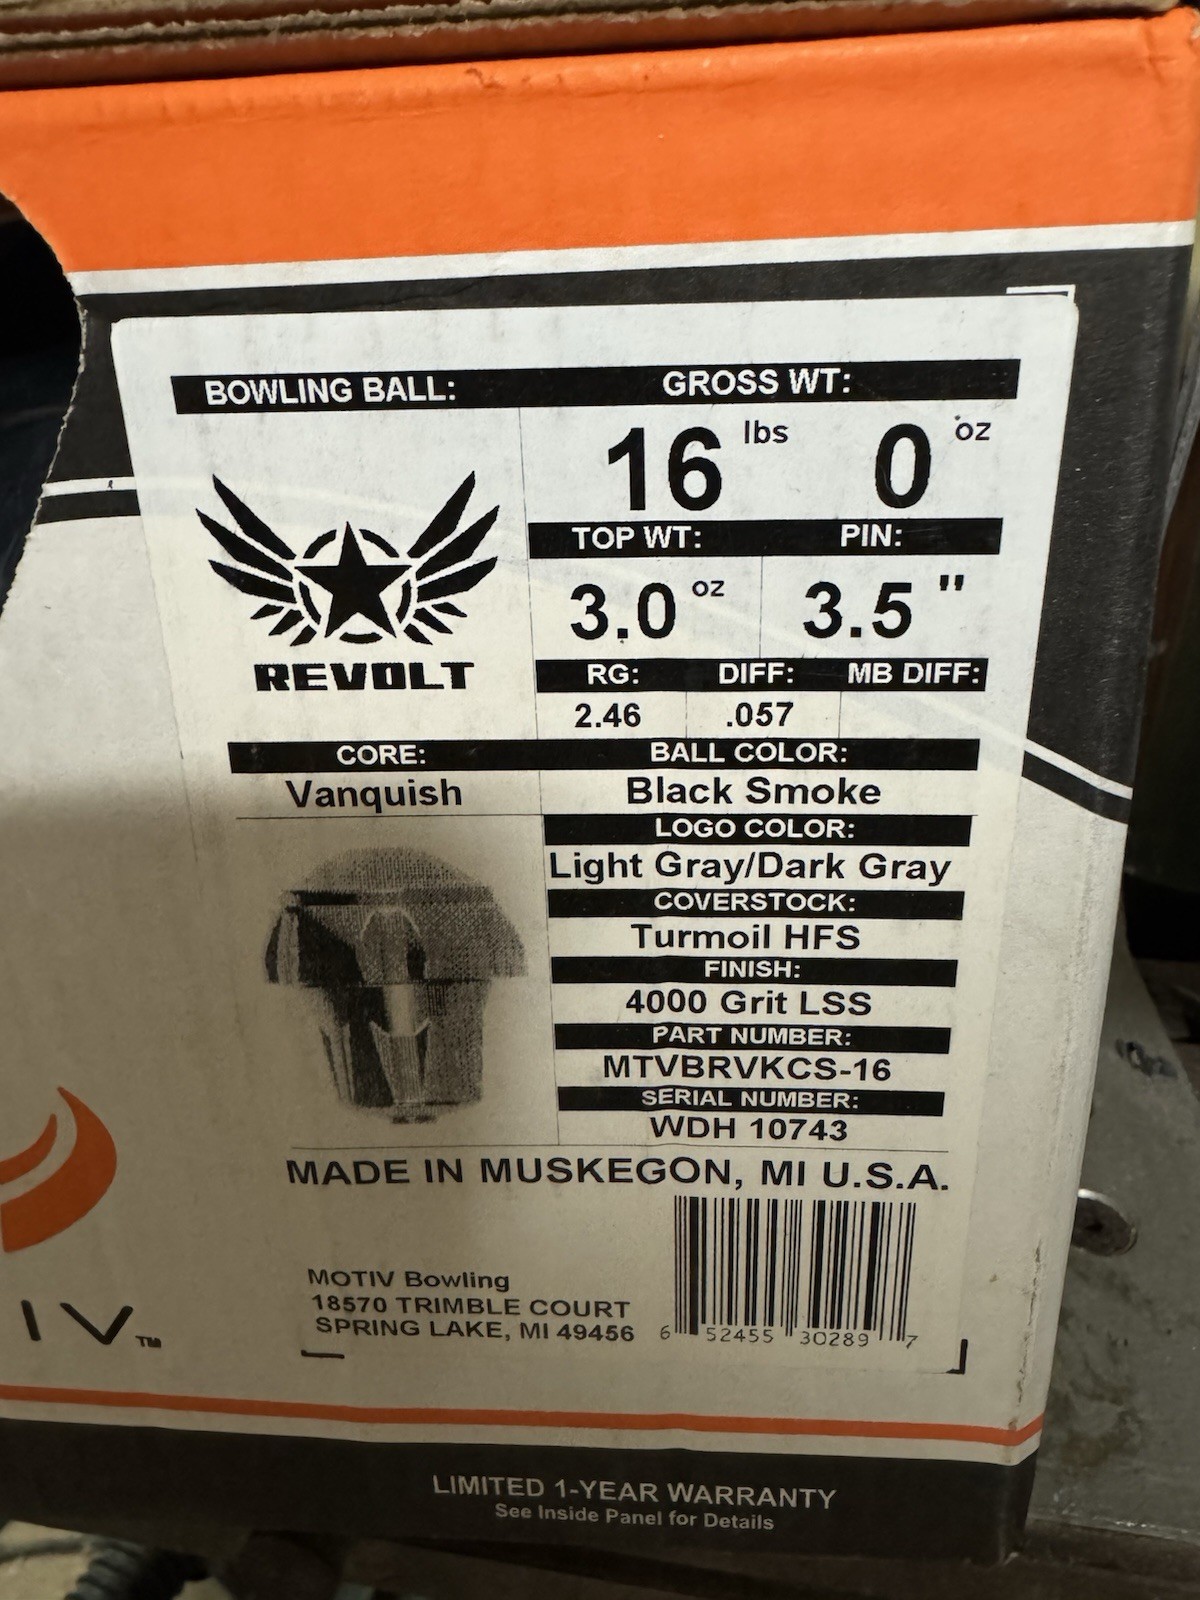 BOWLING BALL: GROSS WT:
16 lbs 0 oz
TOP WT: PIN:
3.0 oz 3.5"
REVOLT
RG: DIFF: MB DIFF:
2.46 .057
CORE: BALL COLOR:
Vanquish Black Smoke
LOGO COLOR:
Light Gray/Dark Gray
COVERSTOCK:
Turmoil HFS
FINISH:
4000 Grit LSS
PART NUMBER:
MTVBRVKCS-16
SERIAL NUMBER:
WDH 10743
MADE IN MUSKEGON, MI U.S.A.
MOTIV Bowling
18570 TRIMBLE COURT
SPRING LAKE, MI 49456
6 52455 30289 7
IV™
LIMITED 1-YEAR WARRANTY
See Inside Panel for Details